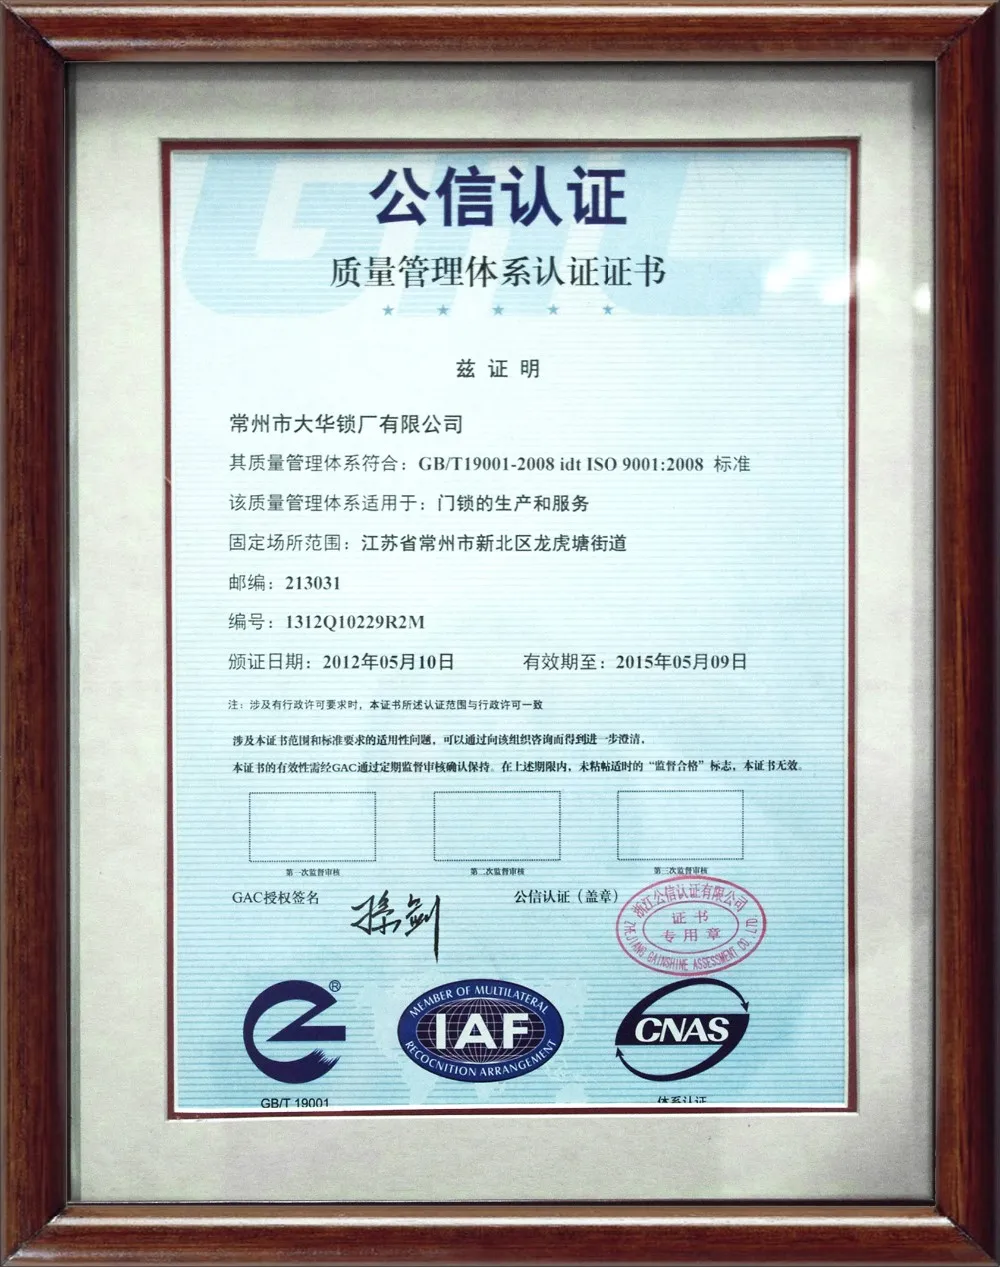 公信认证
质量管理体系认证证书
兹证明
常州市大华锁厂有限公司
其质量管理体系符合：GB/T19001-2008 idt ISO 9001:2008 标准
该质量管理体系适用于：门锁的生产和服务
固定场所范围：江苏省常州市新北区龙虎塘街道
邮编：213031
编号：1312Q10229R2M
颁证日期：2012年05月10日 有效期至：2015年05月09日
注：涉及有行政许可要求时，本证书所述认证范围与行政许可一致
涉及本证书范围和标准要求的适用性问题，可以通过向该组织咨询而得到进一步澄清，
本证书的有效性需经GAC通过定期监督审核确认保持。在上述期限内，未粘帖适时的“监督合格”标志，本证书无效。
第一次监督审核 第二次监督审核 第三次监督审核
GAC授权签名 公信认证（盖章）
浙江公信认证有限公司
证书
专用章
ZHEJIANG GAINSHINE ASSESSMENT CO.,LTD
®
MEMBER OF MULTILATERAL
IAF
RECOCNITION ARRANGEMENT
CNAS
GB/T 19001 体系认证